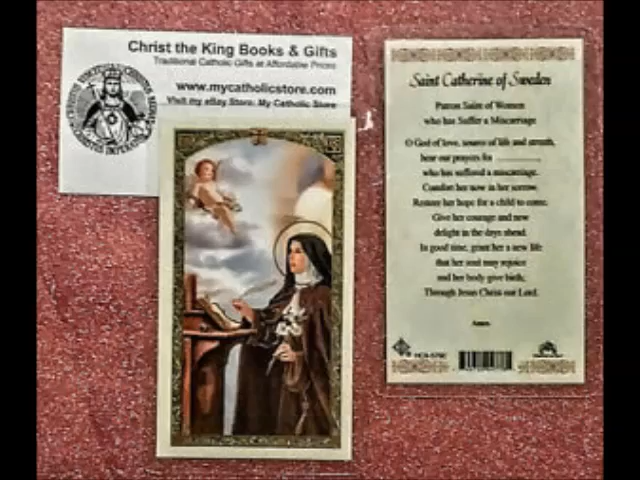 Christ the King Books & Gifts
Traditional Catholic Gifts at Affordable Prices
www.mycatholicstore.com
Visit my eBay Store: My Catholic Store
Saint Catherine of Sweden
Patron Saint of Women
who has Suffer a Miscarriage
O God of love, source of life and strength,
hear our prayers for ________,
who has suffered a miscarriage.
Comfort her now in her sorrow.
Restore her hope for a child to come.
Give her courage and now
delight in the days ahead.
In good time, grant her a new life
that her soul may rejoice
and her body give birth;
Through Jesus Christ our Lord.
Amen.